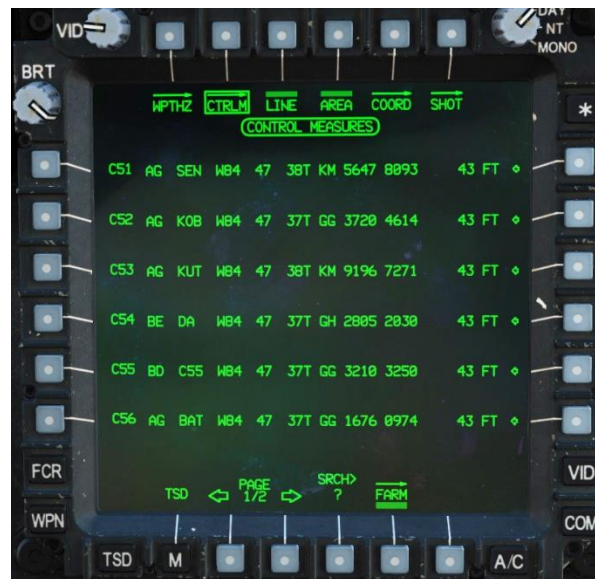 VID
DAY
NT
MONO
BRT
*
WPTHZ CTRLM LINE AREA COORD SHOT
CONTROL MEASURES
C51 AG SEN W84 47 38T KM 5647 8093 43 FT
C52 AG KOB W84 47 37T GG 3720 4614 43 FT
C53 AG KUT W84 47 38T KM 9196 7271 43 FT
C54 BE DA W84 47 37T GH 2805 2030 43 FT
C55 BD C55 W84 47 37T GG 3210 3250 43 FT
C56 AG BAT W84 47 37T GG 1676 0974 43 FT
FCR
VID
PAGE SRCH>
TSD 1/2 ? FARM
WPN
COM
TSD M A/C